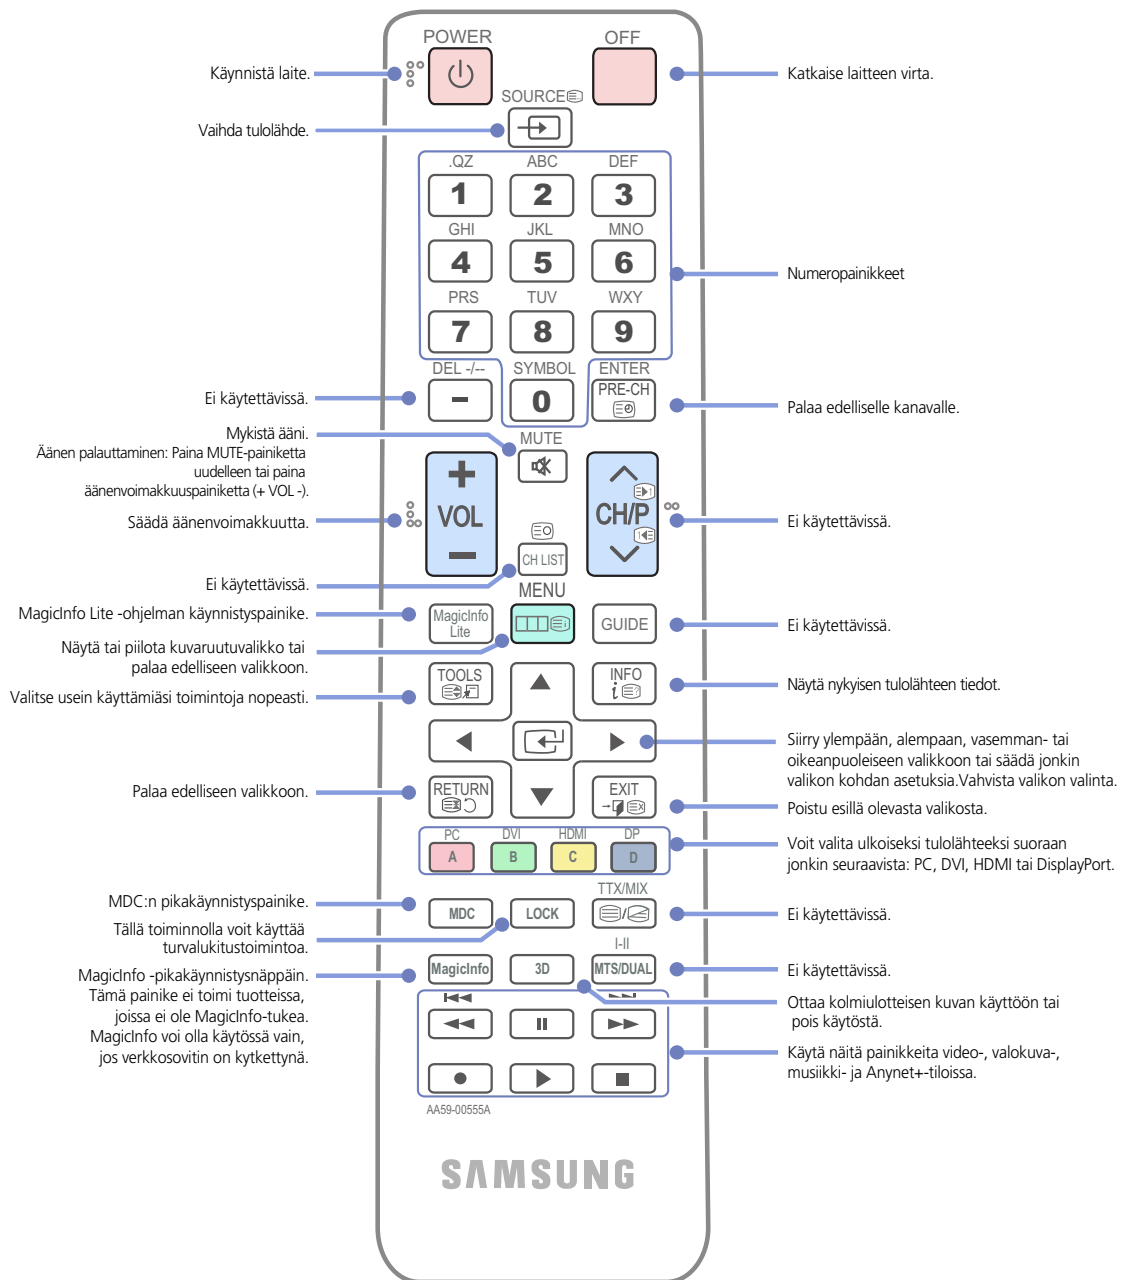 POWER
OFF
Käynnistä laite.
Katkaise laitteen virta.
SOURCE
Vaihda tulolähde.
.QZ ABC DEF
1 2 3
GHI JKL MNO
4 5 6
Numeropainikkeet
PRS TUV WXY
7 8 9
DEL -/-- SYMBOL ENTER
- 0 PRE-CH
Ei käytettävissä.
Palaa edelliselle kanavalle.
Mykistä ääni.
Äänen palauttaminen: Paina MUTE-painiketta
uudelleen tai paina
äänenvoimakkuuspainiketta (+ VOL -).
MUTE
+
VOL
−
CH/P
Säädä äänenvoimakkuutta.
Ei käytettävissä.
CH LIST
Ei käytettävissä.
MENU
MagicInfo Lite -ohjelman käynnistyspainike.
MagicInfo
Lite
GUIDE
Ei käytettävissä.
Näytä tai piilota kuvaruutuvalikko tai
palaa edelliseen valikkoon.
TOOLS
INFO
Valitse usein käyttämiäsi toimintoja nopeasti.
Näytä nykyisen tulolähteen tiedot.
Siirry ylempään, alempaan, vasemman- tai
oikeanpuoleiseen valikkoon tai säädä jonkin
valikon kohdan asetuksia.Vahvista valikon valinta.
RETURN
EXIT
Palaa edelliseen valikkoon.
Poistu esillä olevasta valikosta.
PC DVI HDMI DP
A B C D
Voit valita ulkoiseksi tulolähteeksi suoraan
jonkin seuraavista: PC, DVI, HDMI tai DisplayPort.
TTX/MIX
MDC:n pikakäynnistyspainike.
MDC LOCK
Ei käytettävissä.
Tällä toiminnolla voit käyttää
turvalukitustoimintoa.
I-II
MagicInfo 3D MTS/DUAL
Ei käytettävissä.
MagicInfo -pikakäynnistysnäppäin.
Tämä painike ei toimi tuotteissa,
joissa ei ole MagicInfo-tukea.
MagicInfo voi olla käytössä vain,
jos verkkosovitin on kytkettynä.
Ottaa kolmiulotteisen kuvan käyttöön tai
pois käytöstä.
Käytä näitä painikkeita video-, valokuva-,
musiikki- ja Anynet+-tiloissa.
AA59-00555A
SAMSUNG